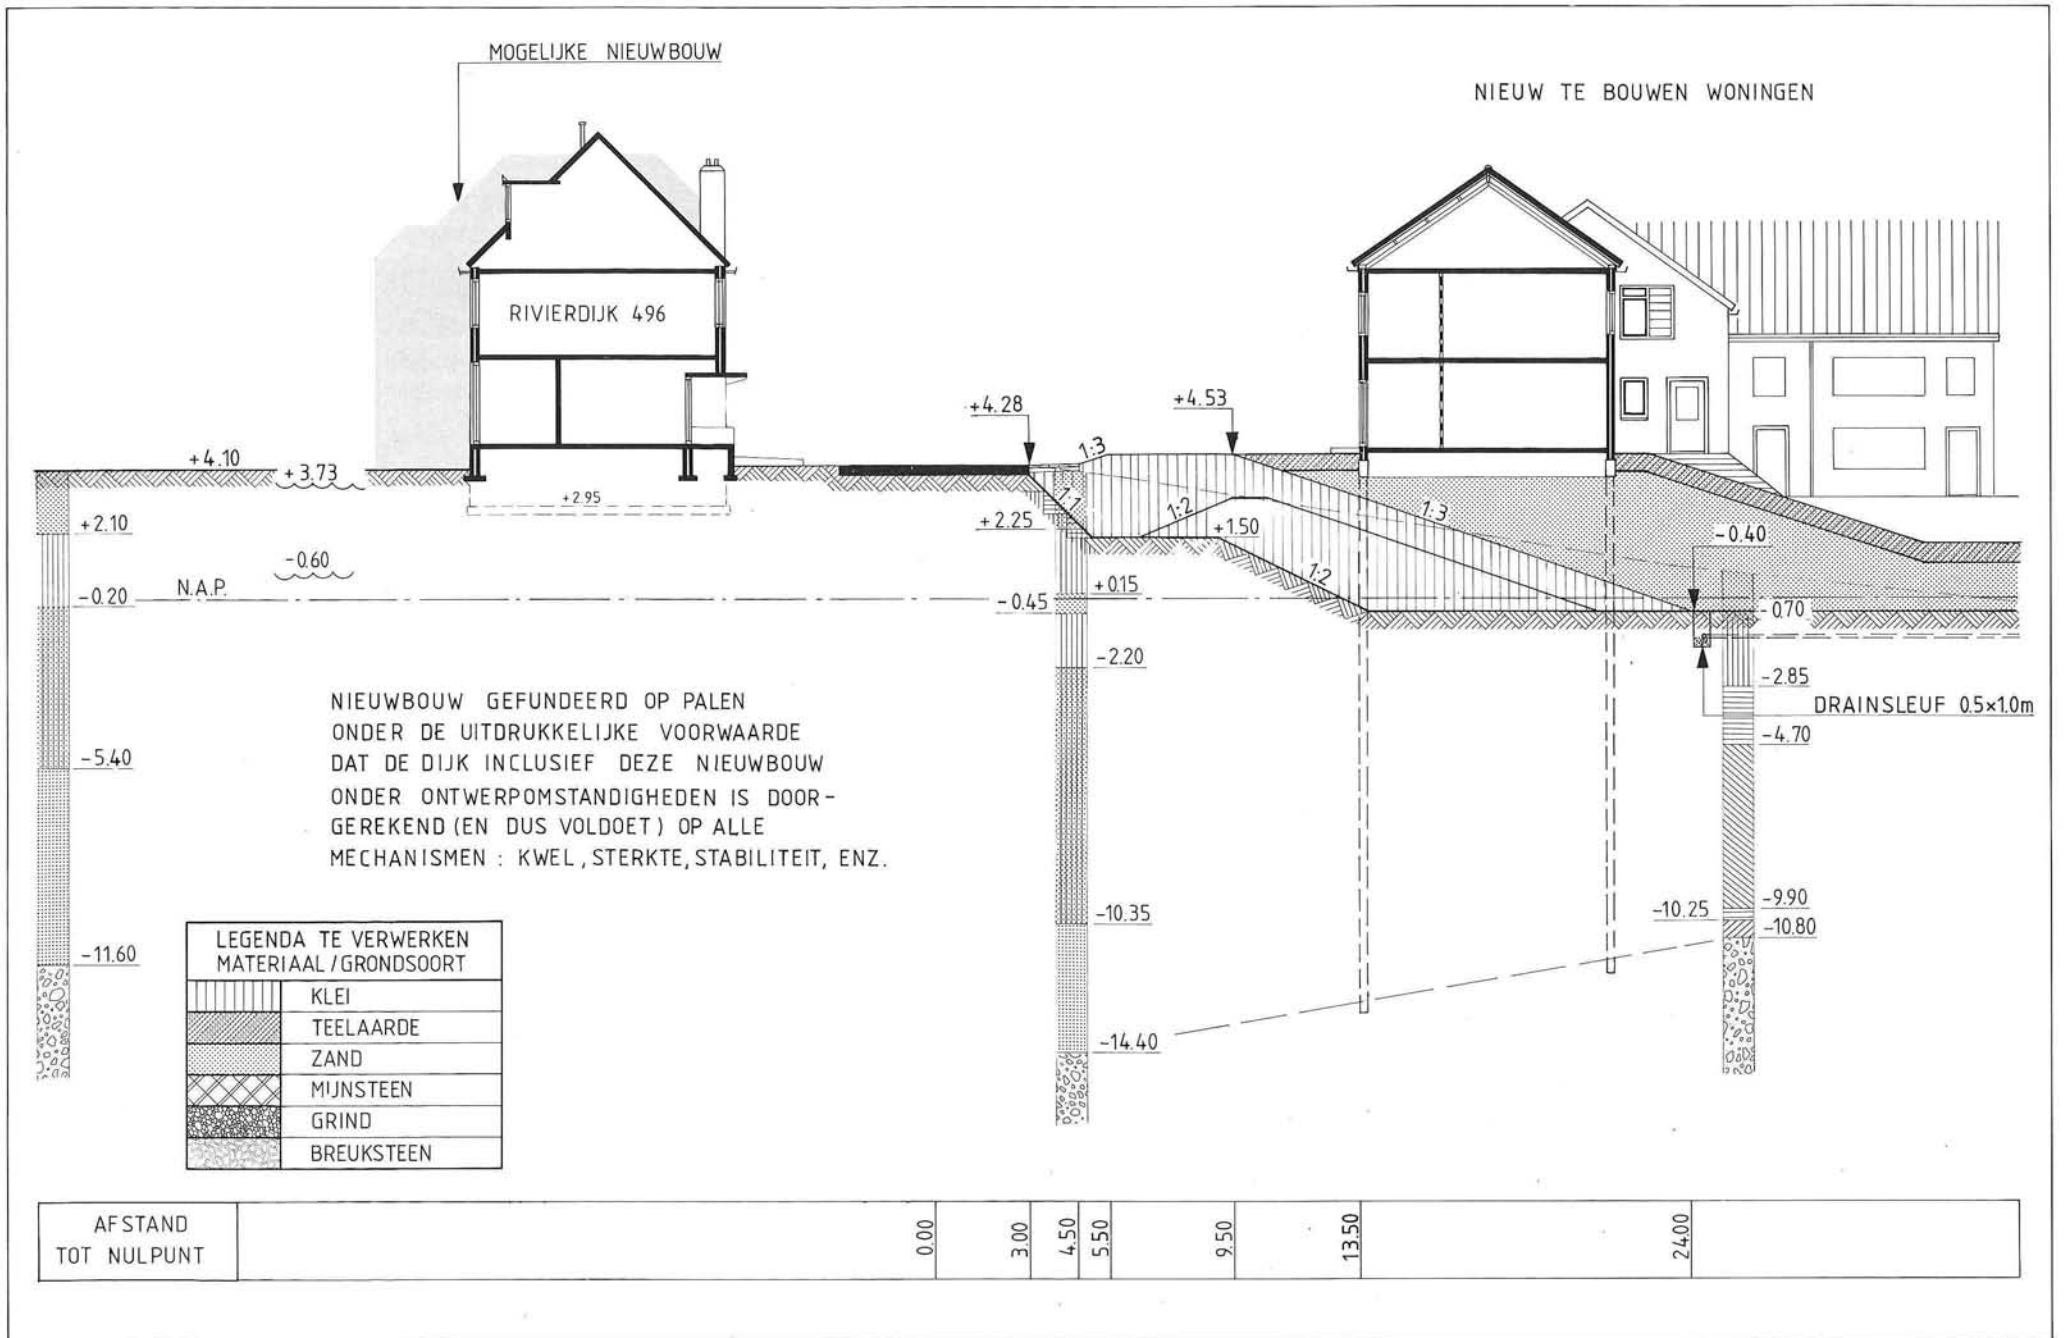 MOGELIJKE NIEUWBOUW
NIEUW TE BOUWEN WONINGEN
RIVIERDIJK 496
+4.28
+4.53
+4.10
+3.73
1:3
+2.95
1:1
1:2
1:3
+2.10
+2.25
+1.50
-0.40
-0.60
N.A.P.
1:2
-0.20
+0.15
-0.45
-0.70
-2.20
-2.85
DRAINSLEUF 0.5×1.0m
-4.70
-5.40
NIEUWBOUW GEFUNDEERD OP PALEN
ONDER DE UITDRUKKELIJKE VOORWAARDE
DAT DE DIJK INCLUSIEF DEZE NIEUWBOUW
ONDER ONTWERPOMSTANDIGHEDEN IS DOOR-
GEREKEND (EN DUS VOLDOET) OP ALLE
MECHANISMEN : KWEL, STERKTE, STABILITEIT, ENZ.
-9.90
-10.25
-10.35
-10.80
-11.60
-14.40
LEGENDA TE VERWERKEN
MATERIAAL/GRONDSOORT
KLEI
TEELAARDE
ZAND
MIJNSTEEN
GRIND
BREUKSTEEN
AFSTAND
TOT NULPUNT
0.00
3.00
4.50
5.50
9.50
13.50
24.00